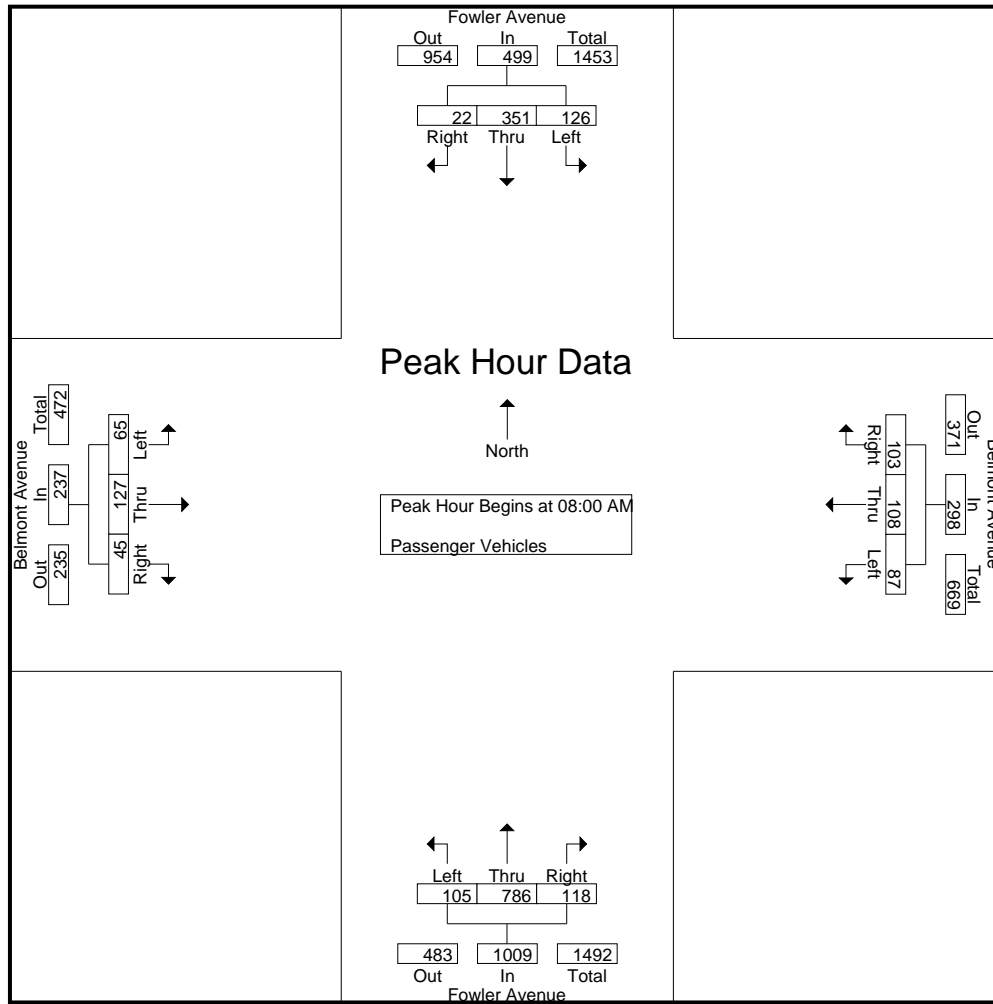 Fowler Avenue
Out In Total
954 499 1453
22 351 126
Right Thru Left
Peak Hour Data
North
Peak Hour Begins at 08:00 AM
Passenger Vehicles
Belmont Avenue
Total In Out
472 237 235
65 127 45
Left Thru Right
Belmont Avenue
Out In Total
371 298 669
103 108 87
Right Thru Left
Left Thru Right
105 786 118
483 1009 1492
Out In Total
Fowler Avenue